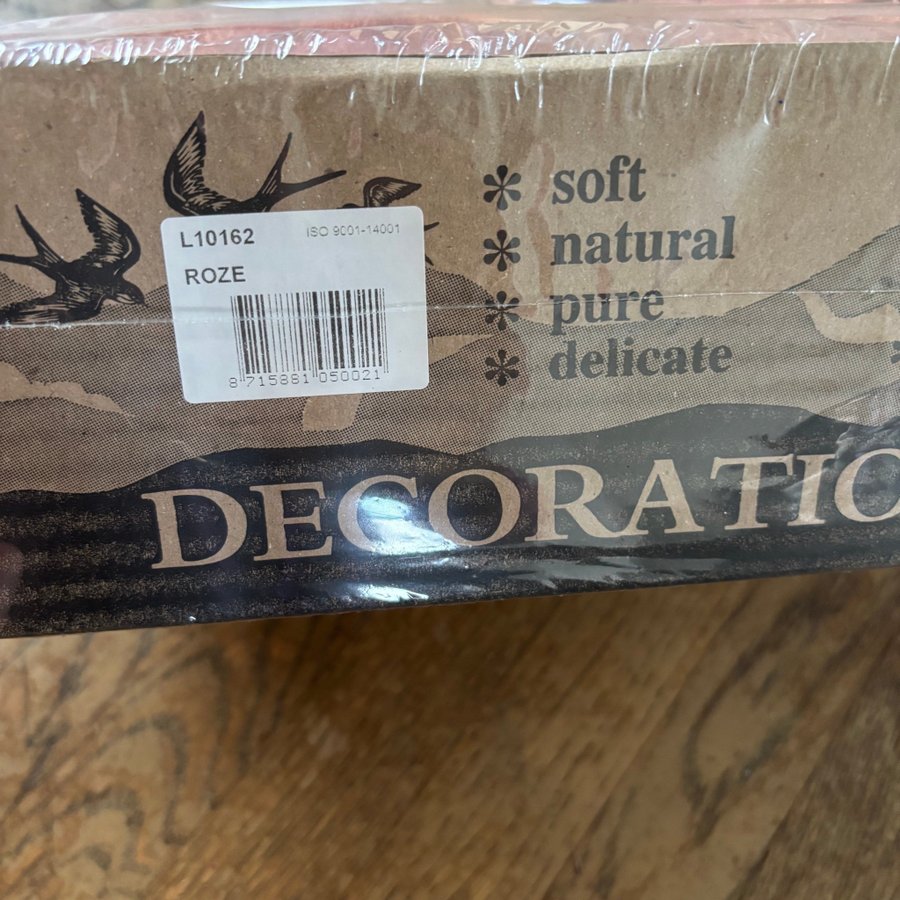 L10162 ISO 9001-14001
ROZE
8 715881 050021
* soft
* natural
* pure
* delicate
DECORATIO